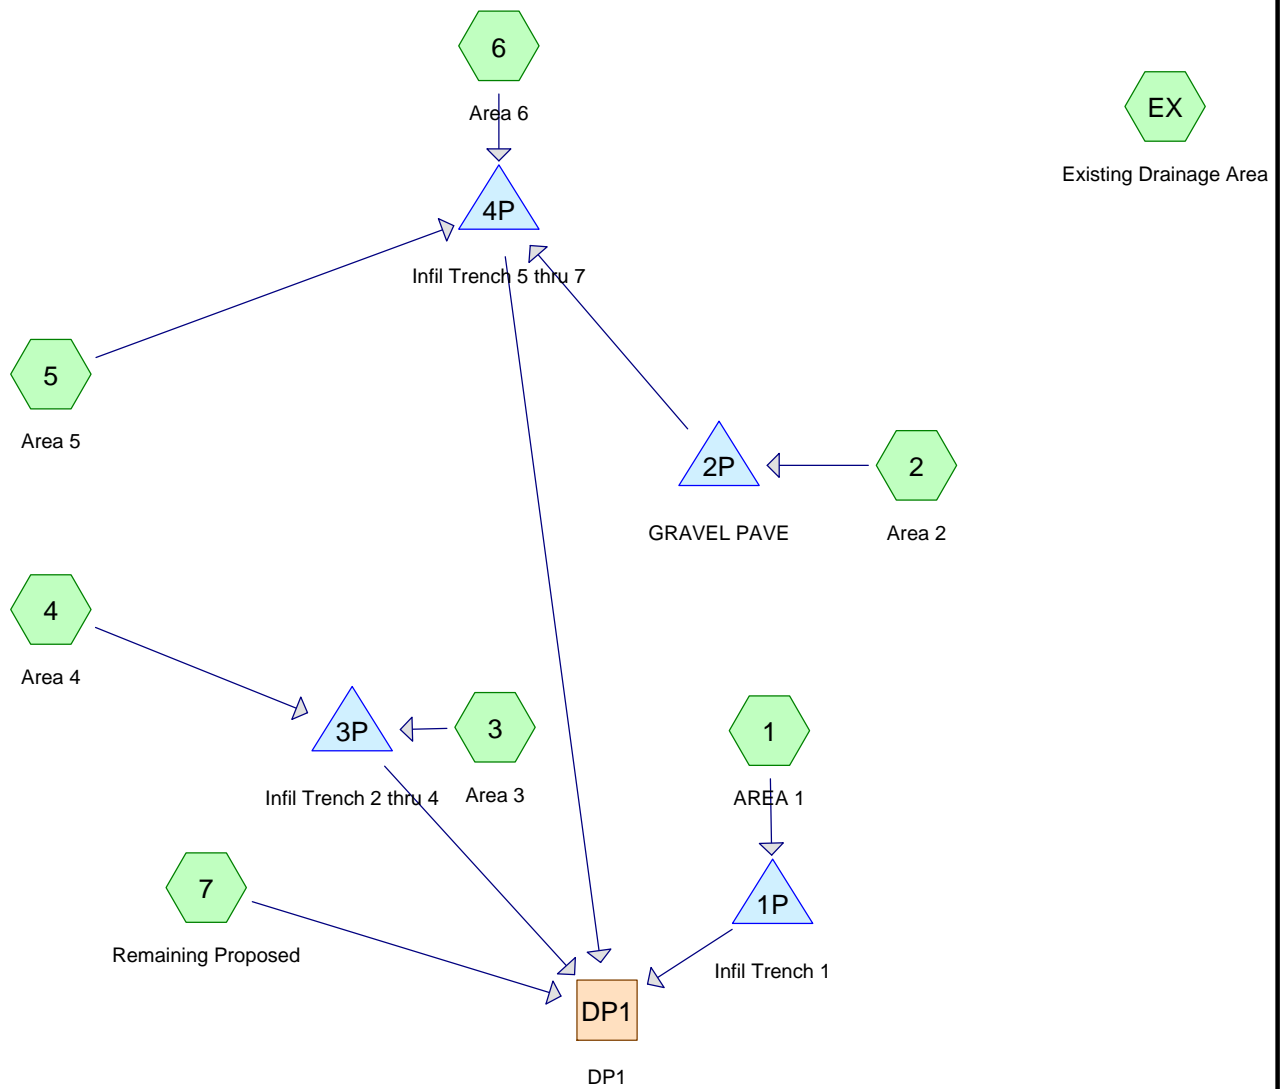 6
Area 6
EX
Existing Drainage Area
4P
Infil Trench 5 thru 7
5
Area 5
2P
GRAVEL PAVE
2
Area 2
4
Area 4
3P
Infil Trench 2 thru 4
3
Area 3
1
AREA 1
7
Remaining Proposed
1P
Infil Trench 1
DP1
DP1